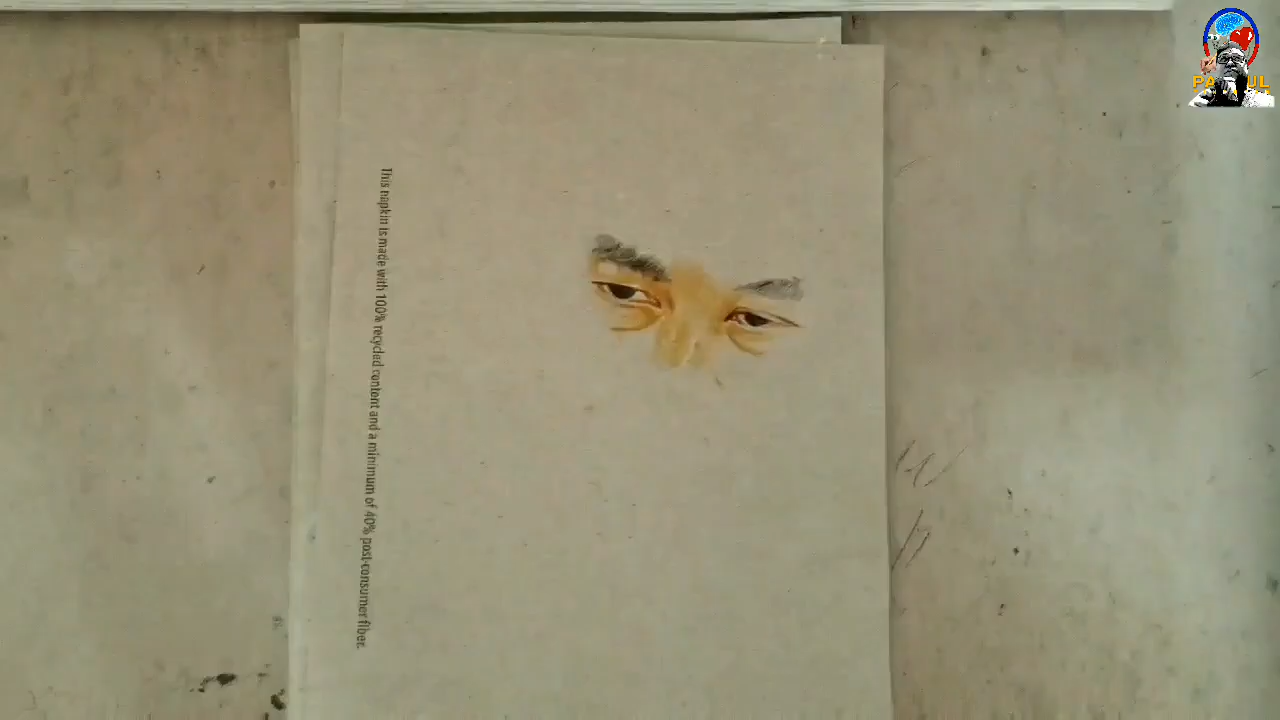 This napkin is made with 100% recycled content and a minimum of 40% post-consumer fiber.